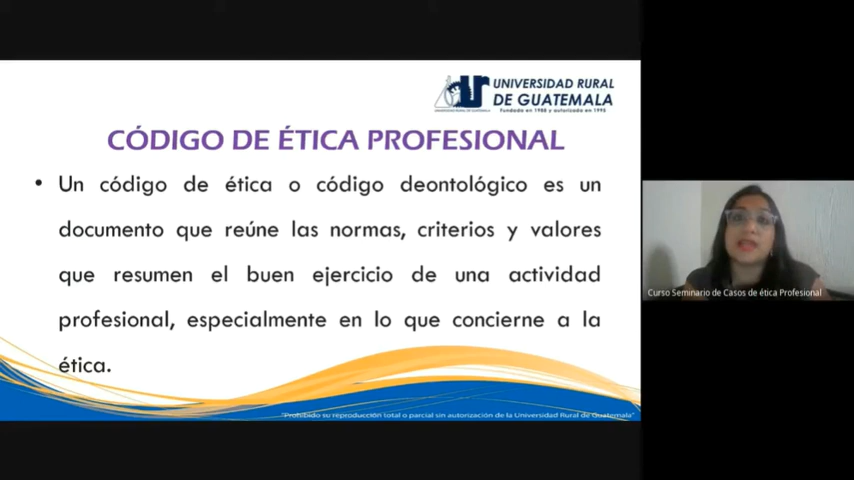 UNIVERSIDAD RURAL
DE GUATEMALA
Fundada en 1988 y autorizada en 1995
CÓDIGO DE ÉTICA PROFESIONAL
• Un código de ética o código deontológico es un
documento que reúne las normas, criterios y valores
que resumen el buen ejercicio de una actividad
profesional, especialmente en lo que concierne a la
ética.
Curso Seminario de Casos de ética Profesional
"Prohibido su reproducción total o parcial sin autorización de la Universidad Rural de Guatemala"